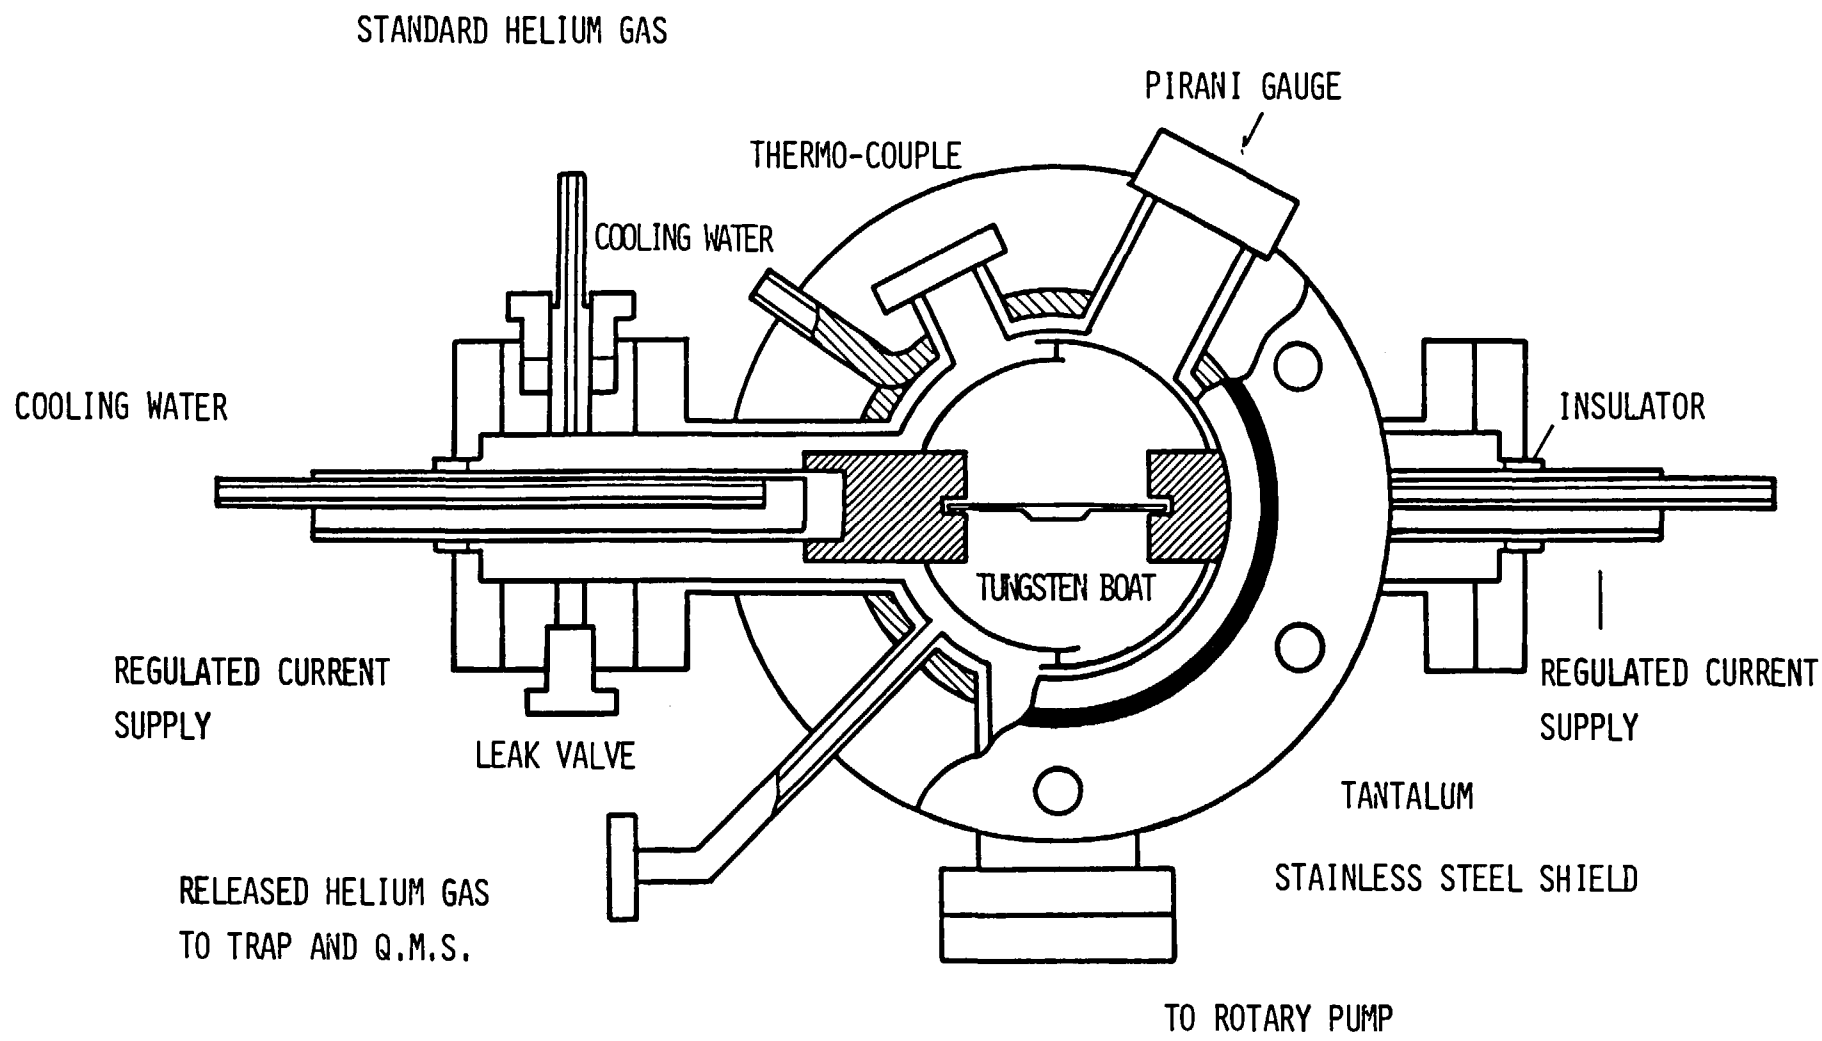 STANDARD HELIUM GAS
PIRANI GAUGE
THERMO-COUPLE
COOLING WATER
COOLING WATER
INSULATOR
TUNGSTEN BOAT
REGULATED CURRENT
SUPPLY
REGULATED CURRENT
SUPPLY
LEAK VALVE
TANTALUM
STAINLESS STEEL SHIELD
RELEASED HELIUM GAS
TO TRAP AND Q.M.S.
TO ROTARY PUMP